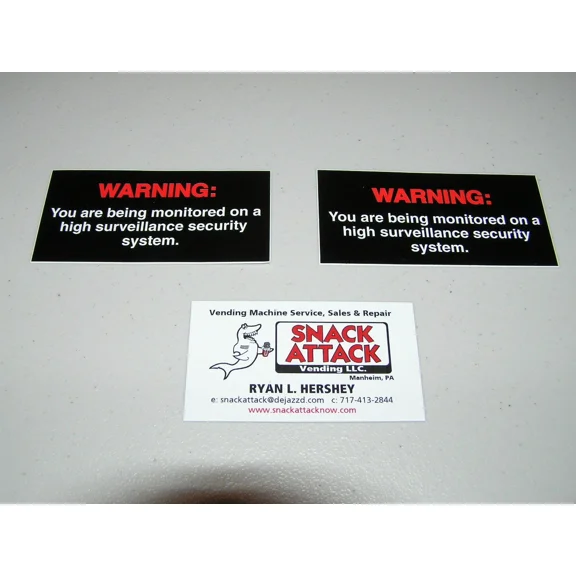 WARNING:
You are being monitored on a
high surveillance security
system.
WARNING:
You are being monitored on a
high surveillance security
system.
Vending Machine Service, Sales & Repair
SNACK
ATTACK
Vending LLC.
Manheim, PA
RYAN L. HERSHEY
e: snackattack@dejazzd.com c: 717-413-2844
www.snackattacknow.com